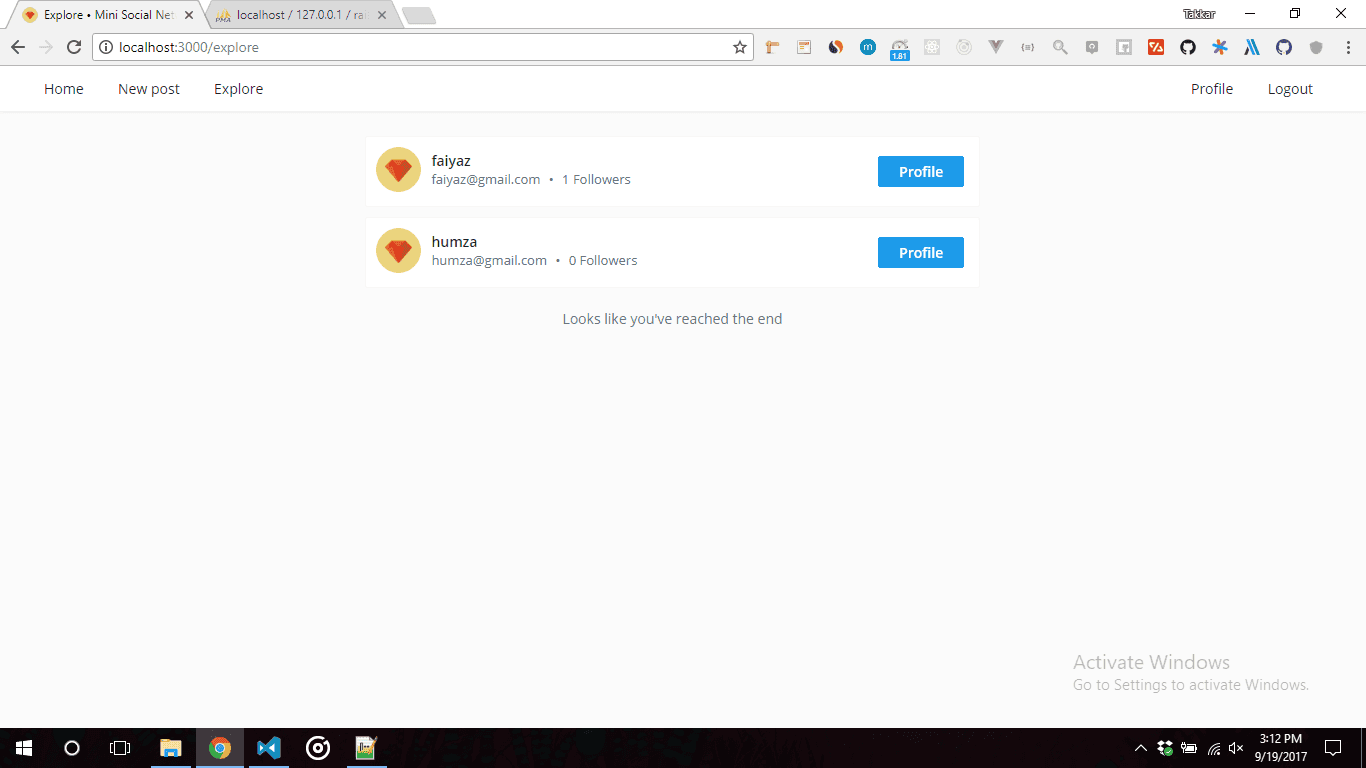 Explore • Mini Social Net
PMA localhost / 127.0.0.1 / rai
Takkar
localhost:3000/explore
m
1.81
Home New post Explore Profile Logout
faiyaz
faiyaz@gmail.com • 1 Followers
Profile
humza
humza@gmail.com • 0 Followers
Profile
Looks like you've reached the end
Activate Windows
Go to Settings to activate Windows.
3:12 PM
9/19/2017